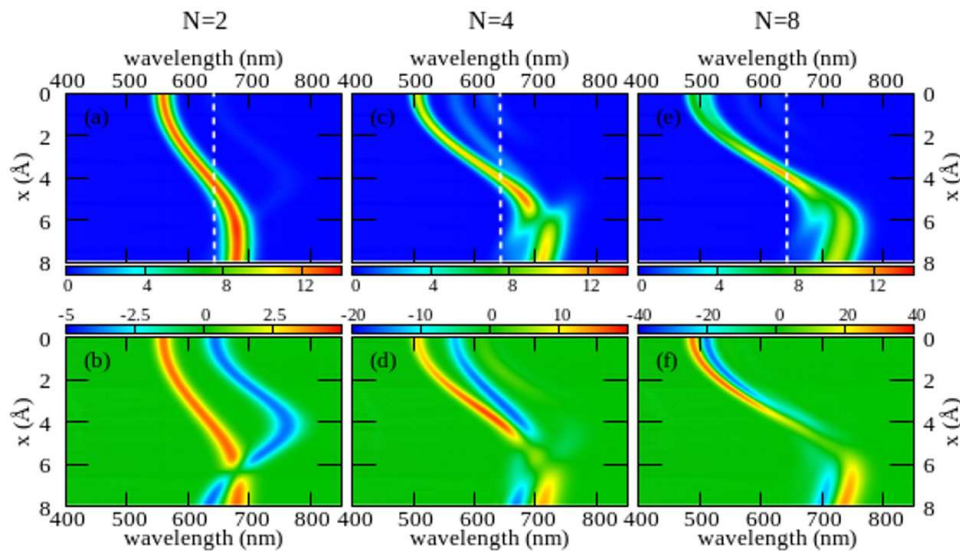 N=2 N=4 N=8
wavelength (nm) wavelength (nm) wavelength (nm)
400 500 600 700 800 400 500 600 700 800 400 500 600 700 800
0 (a) (c) (e) 0
2 2
4 4
6 6
8 8
x (Å) x (Å)
0 4 8 12 0 4 8 12 0 4 8 12
-5 -2.5 0 2.5 -20 -10 0 10 -40 -20 0 20 40
0 (b) (d) (f) 0
2 2
4 4
6 6
8 8
x (Å) x (Å)
400 500 600 700 800 400 500 600 700 800 400 500 600 700 800
wavelength (nm) wavelength (nm) wavelength (nm)